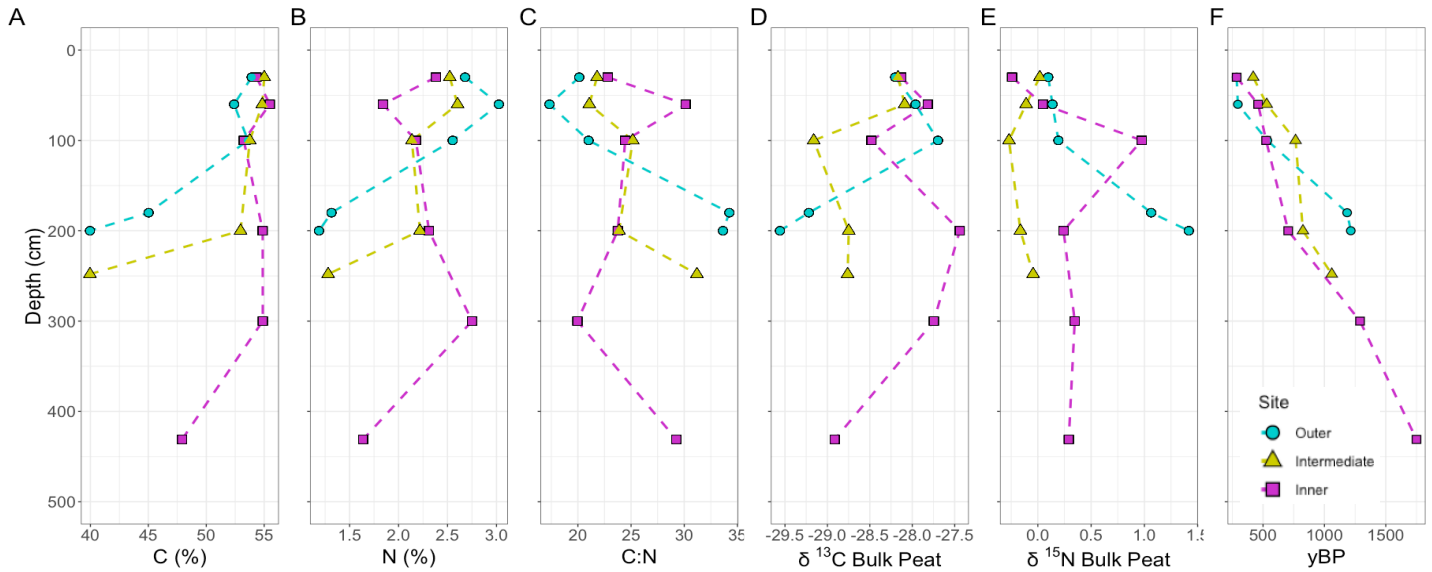 A B C D E F
Depth (cm)
0
100
200
300
400
500
40 45 50 55
1.5 2.0 2.5 3.0
20 25 30 35
-29.5 -29.0 -28.5 -28.0 -27.5
0.0 0.5 1.0 1.5
500 1000 1500
C (%)
N (%)
C:N
δ ¹³C Bulk Peat
δ ¹⁵N Bulk Peat
yBP
Site
Outer
Intermediate
Inner